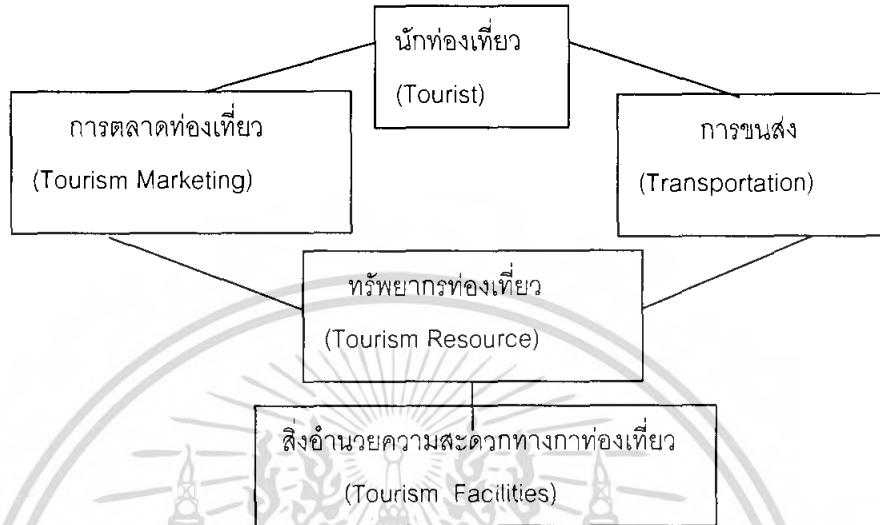 นักท่องเที่ยว
(Tourist)
การตลาดท่องเที่ยว
(Tourism Marketing)
การขนส่ง
(Transportation)
ทรัพยากรท่องเที่ยว
(Tourism Resource)
สิ่งอำนวยความสะดวกทางกาท่องเที่ยว
(Tourism Facilities)